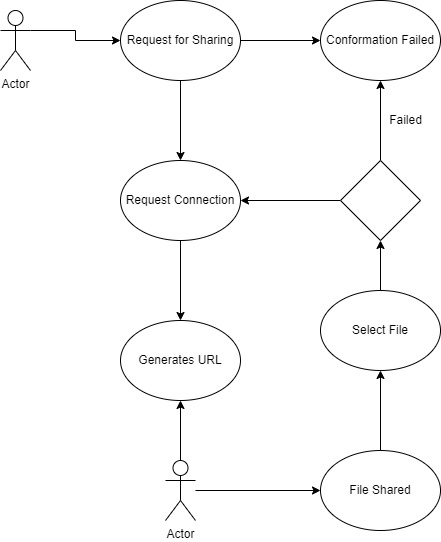 Request for Sharing
Conformation Failed
Actor
Failed
Request Connection
Select File
Generates URL
File Shared
Actor